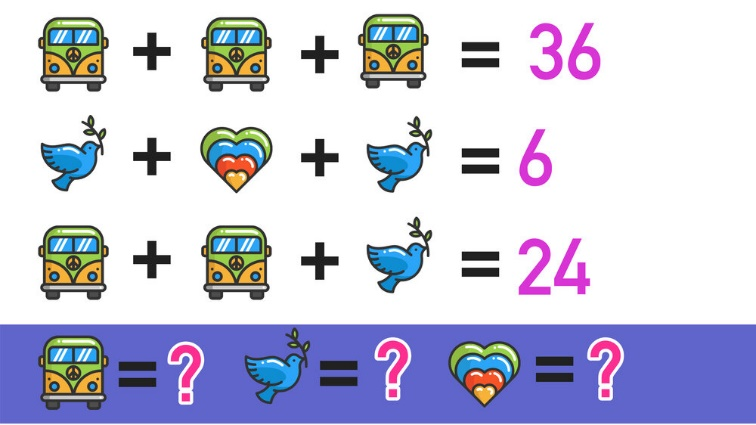 + + = 36
+ + = 6
+ + = 24
= ? = ? = ?